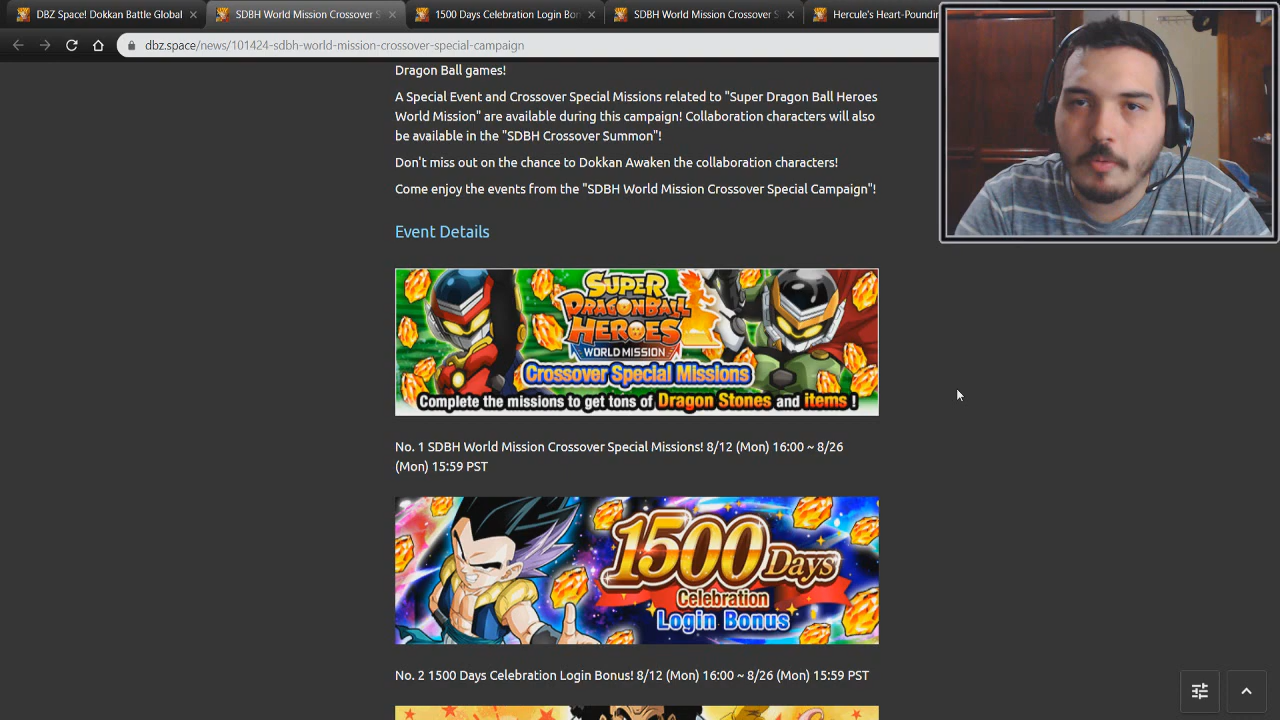 DBZ Space! Dokkan Battle Global
SDBH World Mission Crossover S
1500 Days Celebration Login Bon
SDBH World Mission Crossover S
Hercule's Heart-Pounding
dbz.space/news/101424-sdbh-world-mission-crossover-special-campaign
Dragon Ball games!
A Special Event and Crossover Special Missions related to "Super Dragon Ball Heroes
World Mission" are available during this campaign! Collaboration characters will also
be available in the "SDBH Crossover Summon"!
Don't miss out on the chance to Dokkan Awaken the collaboration characters!
Come enjoy the events from the "SDBH World Mission Crossover Special Campaign"!
Event Details
SUPER
DRAGONBALL
HEROES
WORLD MISSION
Crossover Special Missions
Complete the missions to get tons of Dragon Stones and items !
No. 1 SDBH World Mission Crossover Special Missions! 8/12 (Mon) 16:00 ~ 8/26
(Mon) 15:59 PST
1500 Days
Celebration
Login Bonus
No. 2 1500 Days Celebration Login Bonus! 8/12 (Mon) 16:00 ~ 8/26 (Mon) 15:59 PST